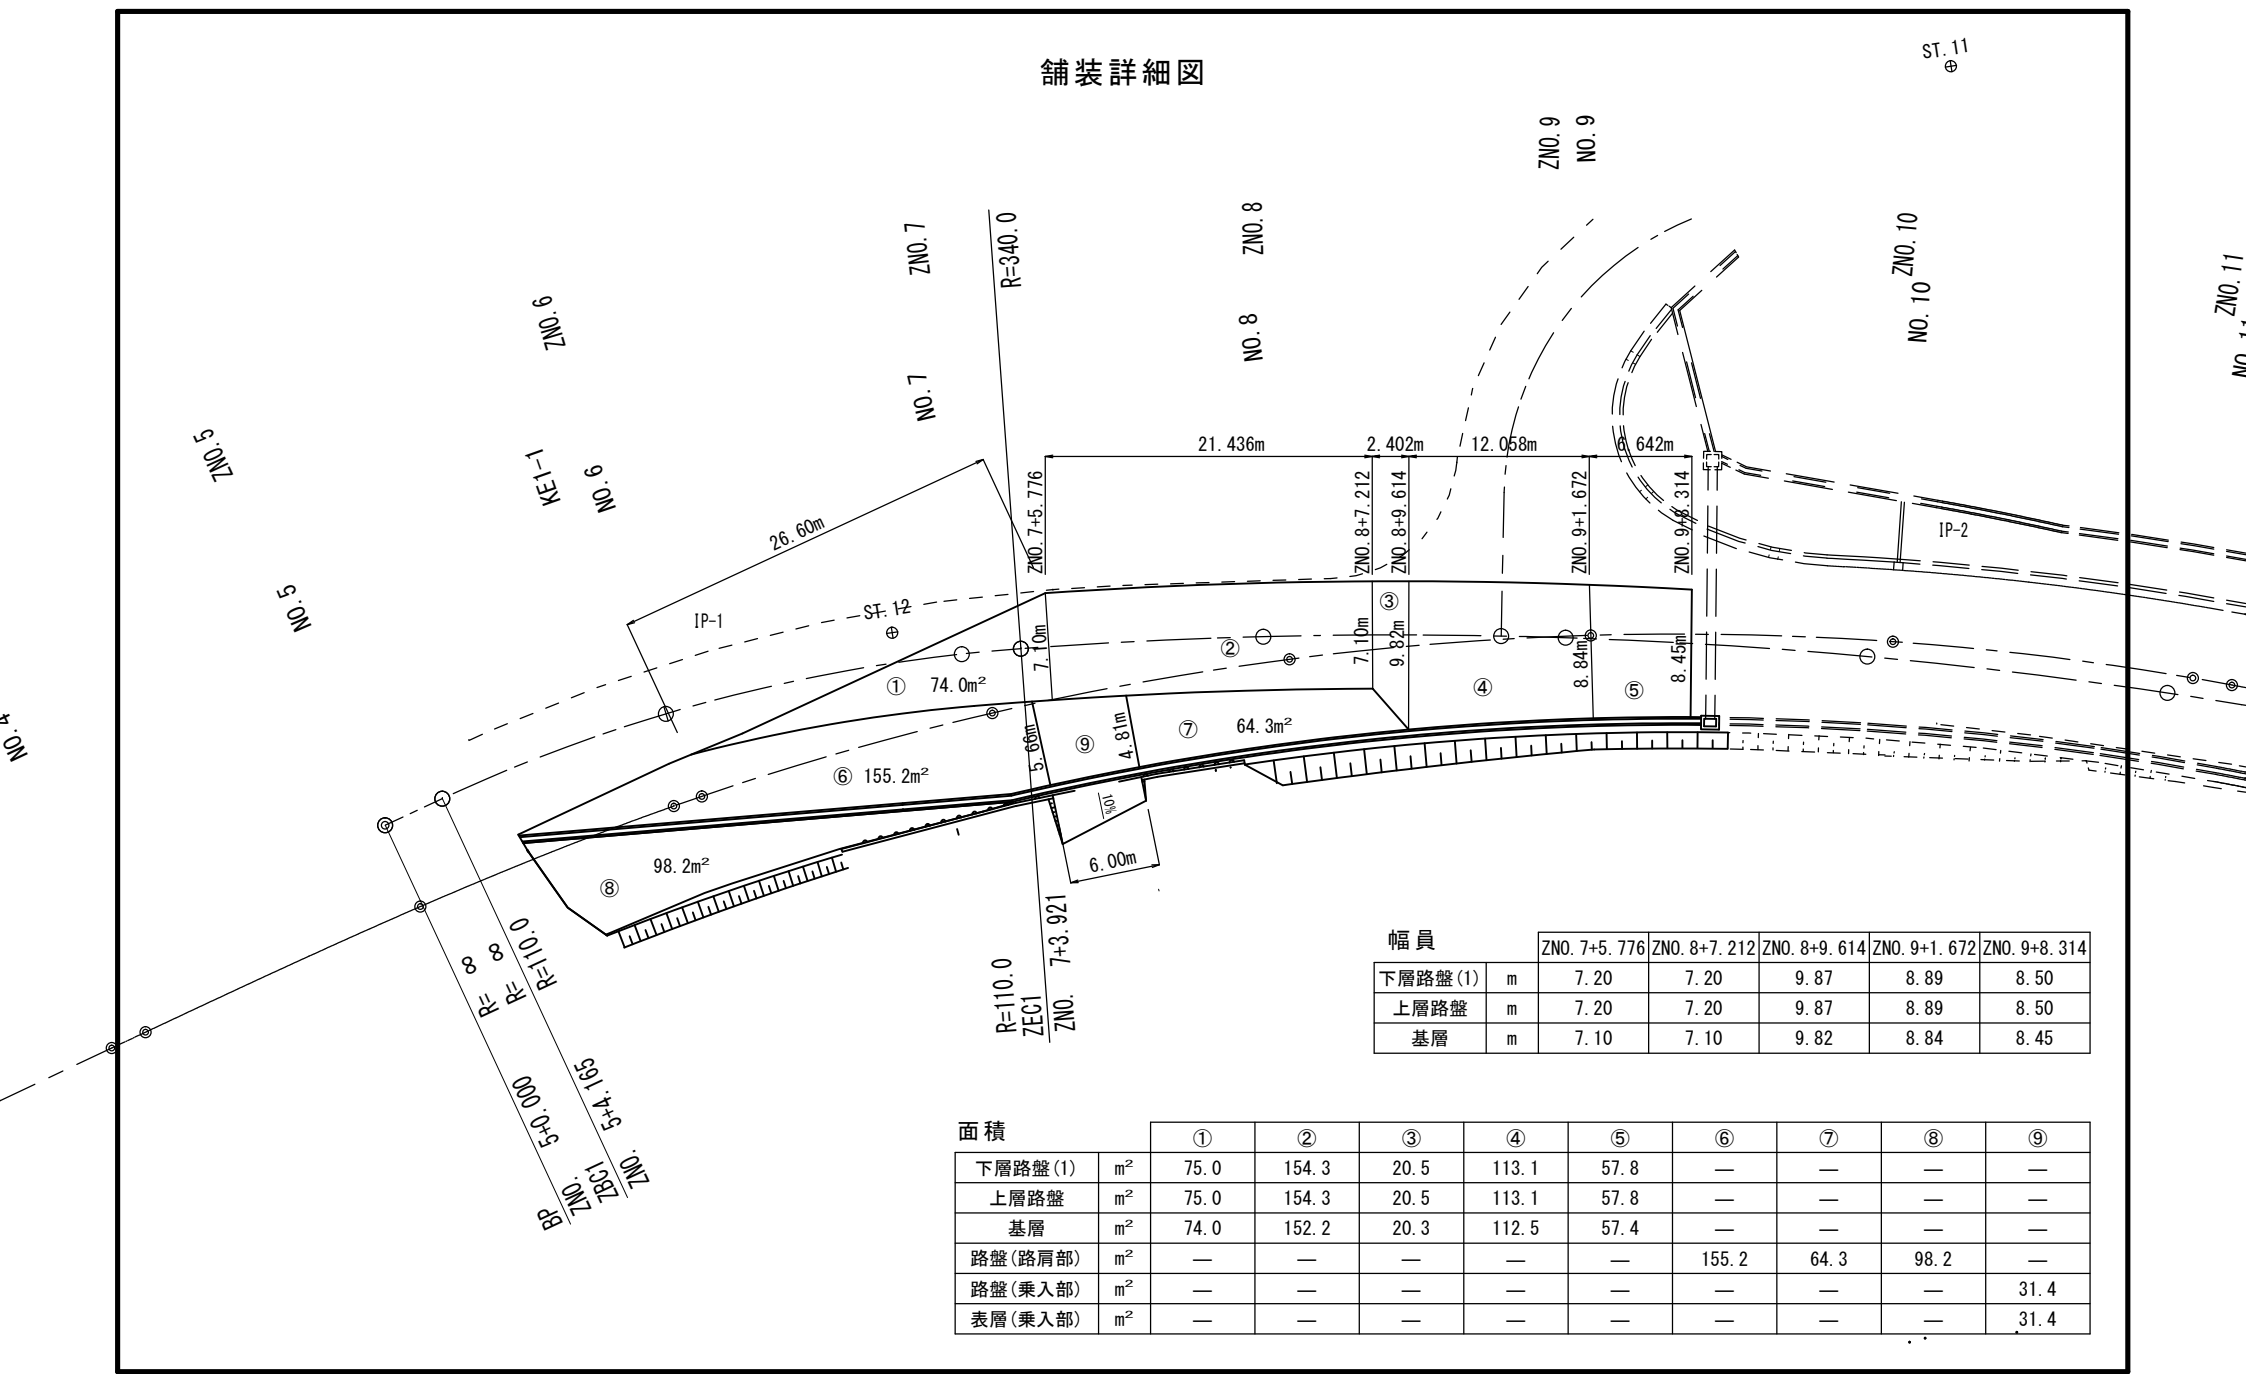 舗装詳細図
ST.11
ZNO.9
NO.9
ZNO.8
NO.8
ZNO.7
NO.7
R=340.0
ZNO.10
NO.10
ZNO.11
ZNO.6
NO.6
KE1-1
ZNO.5
NO.5
NO.4
21.436m
2.402m
12.058m
6.642m
ZNO.7+5.776
ZNO.8+7.212
ZNO.8+9.614
ZNO.9+1.672
ZNO.9+8.314
26.60m
IP-1
ST.12
IP-2
① 74.0m²
7.10m
②
7.10m
③
9.82m
④
8.84m
⑤
8.45m
⑥ 155.2m²
5.66m
⑨
4.81m
⑦ 64.3m²
10%
6.00m
98.2m²
⑧
R=∞
R=∞
R=110.0
BP
ZNO. 5+0.000
ZBC1
ZNO. 5+4.165
R=110.0
ZEC1
ZNO. 7+3.921
幅員
ZNO.7+5.776 ZNO.8+7.212 ZNO.8+9.614 ZNO.9+1.672 ZNO.9+8.314
下層路盤(1) m 7.20 7.20 9.87 8.89 8.50
上層路盤 m 7.20 7.20 9.87 8.89 8.50
基層 m 7.10 7.10 9.82 8.84 8.45
面積
① ② ③ ④ ⑤ ⑥ ⑦ ⑧ ⑨
下層路盤(1) m² 75.0 154.3 20.5 113.1 57.8 — — — —
上層路盤 m² 75.0 154.3 20.5 113.1 57.8 — — — —
基層 m² 74.0 152.2 20.3 112.5 57.4 — — — —
路盤(路肩部) m² — — — — — 155.2 64.3 98.2 —
路盤(乗入部) m² — — — — — — — — 31.4
表層(乗入部) m² — — — — — — — — 31.4